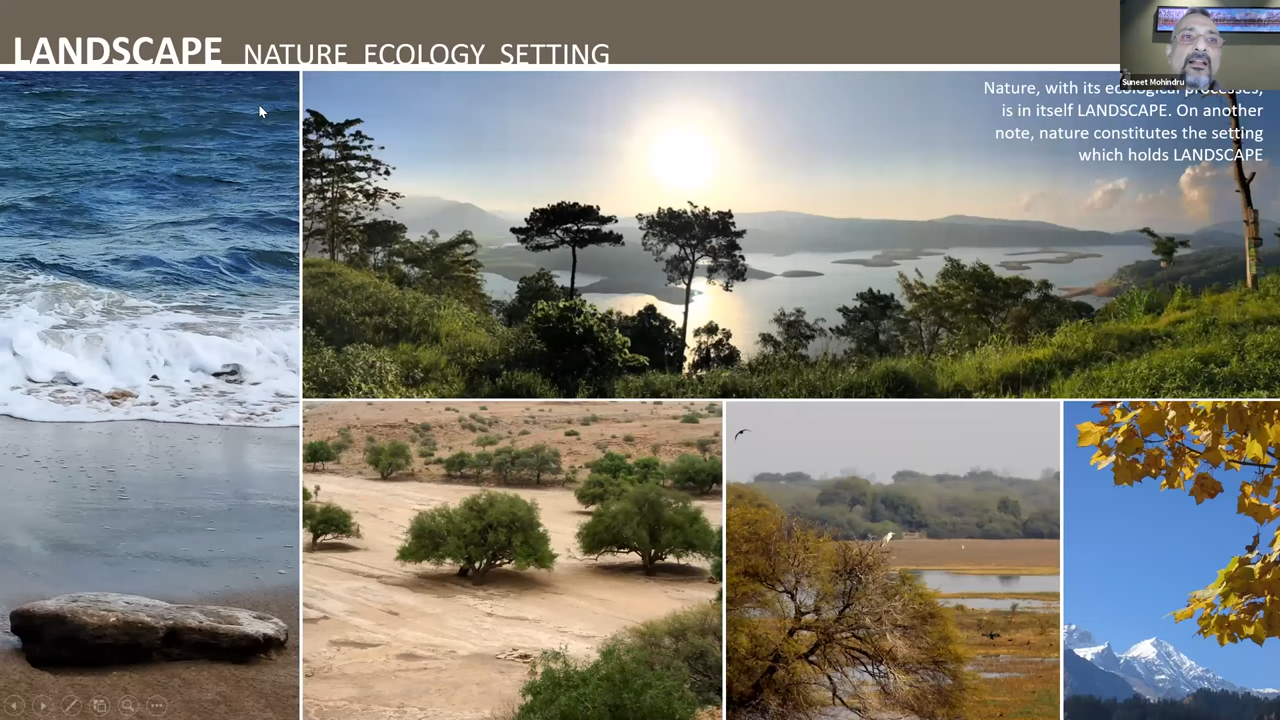 LANDSCAPE NATURE ECOLOGY SETTING
Suneet Mohindru
Nature, with its ecological processes,
is in itself LANDSCAPE. On another
note, nature constitutes the setting
which holds LANDSCAPE